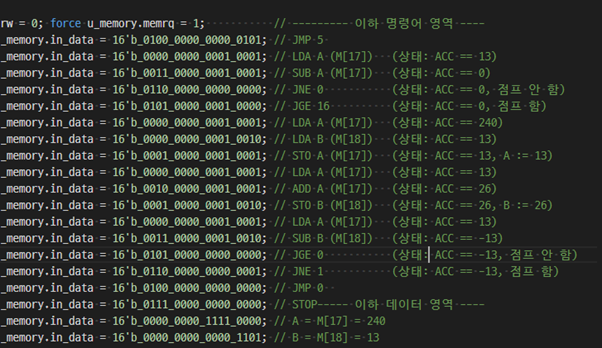 rw = 0; force u_memory.memrq = 1; // --------- 이하 명령어 영역 ----
_memory.in_data = 16'b_0100_0000_0000_0101; // JMP 5
_memory.in_data = 16'b_0000_0000_0001_0001; // LDA A (M[17]) (상태: ACC == 13)
_memory.in_data = 16'b_0011_0000_0001_0001; // SUB A (M[17]) (상태: ACC == 0)
_memory.in_data = 16'b_0110_0000_0000_0000; // JNE 0 (상태: ACC == 0, 점프 안 함)
_memory.in_data = 16'b_0101_0000_0001_0000; // JGE 16 (상태: ACC == 0, 점프 함)
_memory.in_data = 16'b_0000_0000_0001_0001; // LDA A (M[17]) (상태: ACC == 240)
_memory.in_data = 16'b_0000_0000_0001_0010; // LDA B (M[18]) (상태: ACC == 13)
_memory.in_data = 16'b_0001_0000_0001_0001; // STO A (M[17]) (상태: ACC == 13, A := 13)
_memory.in_data = 16'b_0000_0000_0001_0001; // LDA A (M[17]) (상태: ACC == 13)
_memory.in_data = 16'b_0010_0000_0001_0001; // ADD A (M[17]) (상태: ACC == 26)
_memory.in_data = 16'b_0001_0000_0001_0010; // STO B (M[18]) (상태: ACC == 26, B := 26)
_memory.in_data = 16'b_0000_0000_0001_0001; // LDA A (M[17]) (상태: ACC == 13)
_memory.in_data = 16'b_0011_0000_0001_0010; // SUB B (M[18]) (상태: ACC == -13)
_memory.in_data = 16'b_0101_0000_0000_0000; // JGE 0 (상태: ACC == -13, 점프 안 함)
_memory.in_data = 16'b_0110_0000_0000_0001; // JNE 1 (상태: ACC == -13, 점프 함)
_memory.in_data = 16'b_0100_0000_0000_0000; // JMP 0
_memory.in_data = 16'b_0111_0000_0000_0000; // STOP----- 이하 데이터 영역 ----
_memory.in_data = 16'b_0000_0000_1111_0000; // A = M[17] = 240
_memory.in_data = 16'b_0000_0000_0000_1101; // B = M[18] = 13